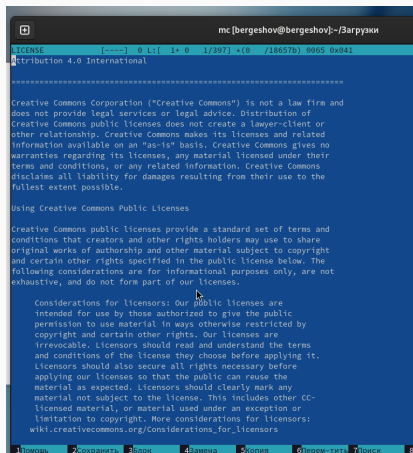 mc [bergeshov@bergeshov]:~/Загрузки
LICENSE [----] 0 L:[ 1+ 0 1/397] *(0 /18657b) 0065 0x041
Attribution 4.0 International
=======================================================================
Creative Commons Corporation ("Creative Commons") is not a law firm and
does not provide legal services or legal advice. Distribution of
Creative Commons public licenses does not create a lawyer-client or
other relationship. Creative Commons makes its licenses and related
information available on an "as-is" basis. Creative Commons gives no
warranties regarding its licenses, any material licensed under their
terms and conditions, or any related information. Creative Commons
disclaims all liability for damages resulting from their use to the
fullest extent possible.
Using Creative Commons Public Licenses
Creative Commons public licenses provide a standard set of terms and
conditions that creators and other rights holders may use to share
original works of authorship and other material subject to copyright
and certain other rights specified in the public license below. The
following considerations are for informational purposes only, are not
exhaustive, and do not form part of our licenses.
Considerations for licensors: Our public licenses are
intended for use by those authorized to give the public
permission to use material in ways otherwise restricted by
copyright and certain other rights. Our licenses are
irrevocable. Licensors should read and understand the terms
and conditions of the license they choose before applying it.
Licensors should also secure all rights necessary before
applying our licenses so that the public can reuse the
material as expected. Licensors should clearly mark any
material not subject to the license. This includes other CC-
licensed material, or material used under an exception or
limitation to copyright. More considerations for licensors:
wiki.creativecommons.org/Considerations_for_licensors
1Помощь 2Сохранить 3Блок 4Замена 5Копия 6Перем~тить 7Поиск